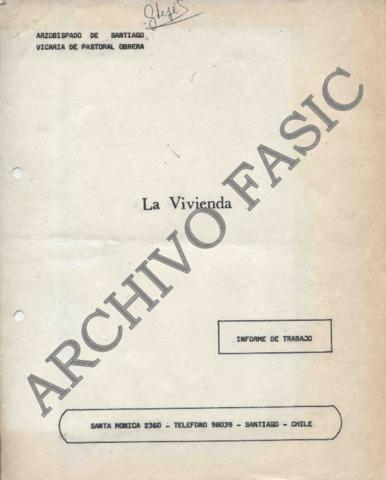 ARZOBISPADO DE SANTIAGO
VICARIA DE PASTORAL OBRERA
La Vivienda
ARCHIVO FASIC
INFORME DE TRABAJO
SANTA MONICA 2360 - TELEFONO 98039 - SANTIAGO - CHILE